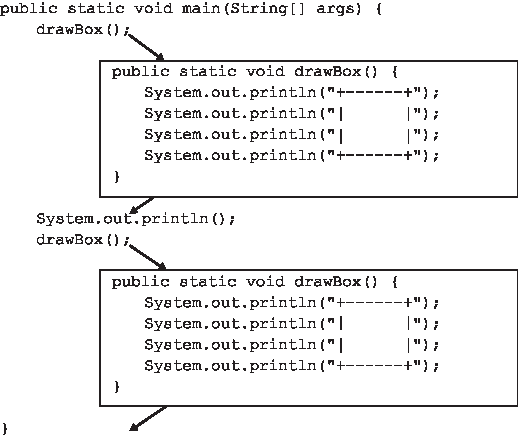 public static void main(String[] args) {
    drawBox();
        public static void drawBox() {
            System.out.println("+------+");
            System.out.println("|      |");
            System.out.println("|      |");
            System.out.println("+------+");
        }
    System.out.println();
    drawBox();
        public static void drawBox() {
            System.out.println("+------+");
            System.out.println("|      |");
            System.out.println("|      |");
            System.out.println("+------+");
        }
}